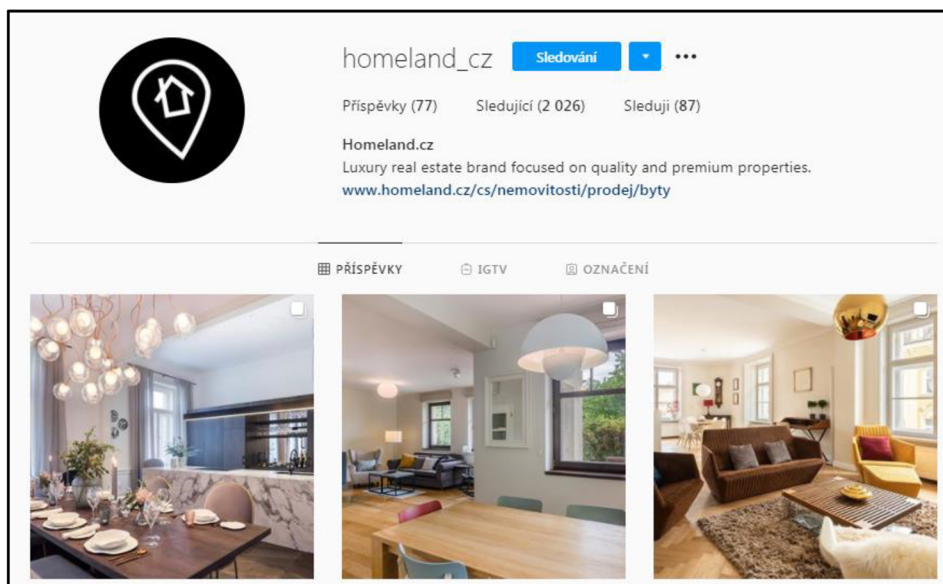 homeland_cz Sledování
Příspěvky (77) Sledující (2 026) Sleduji (87)
Homeland.cz
Luxury real estate brand focused on quality and premium properties.
www.homeland.cz/cs/nemovitosti/prodej/byty
PŘÍSPĚVKY IGTV OZNAČENÍ